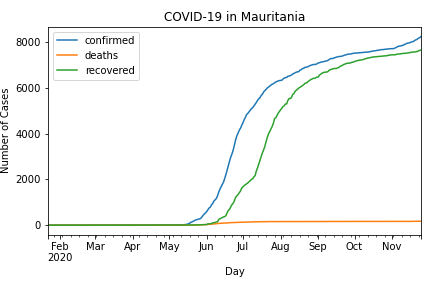 COVID-19 in Mauritania
confirmed
deaths
recovered
Number of Cases
8000
6000
4000
2000
0
Feb Mar Apr May Jun Jul Aug Sep Oct Nov
2020
Day